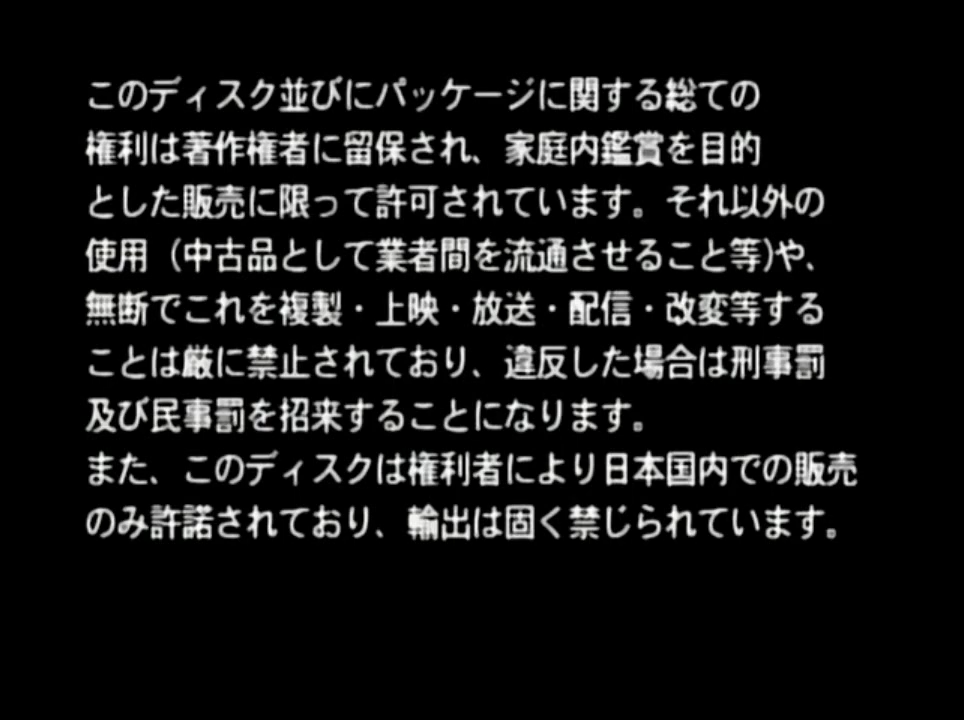 このディスク並びにパッケージに関する総ての
権利は著作権者に留保され、家庭内鑑賞を目的
とした販売に限って許可されています。それ以外の
使用（中古品として業者間を流通させること等)や、
無断でこれを複製・上映・放送・配信・改変等する
ことは厳に禁止されており、違反した場合は刑事罰
及び民事罰を招来することになります。
また、このディスクは権利者により日本国内での販売
のみ許諾されており、輸出は固く禁じられています。